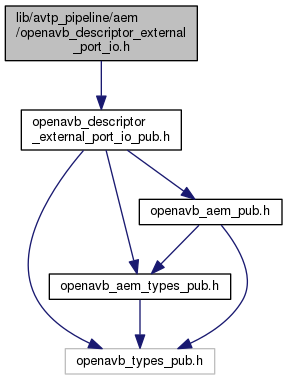 lib/avtp_pipeline/aem
/openavb_descriptor_external
_port_io.h
openavb_descriptor
_external_port_io_pub.h
openavb_aem_pub.h
openavb_aem_types_pub.h
openavb_types_pub.h